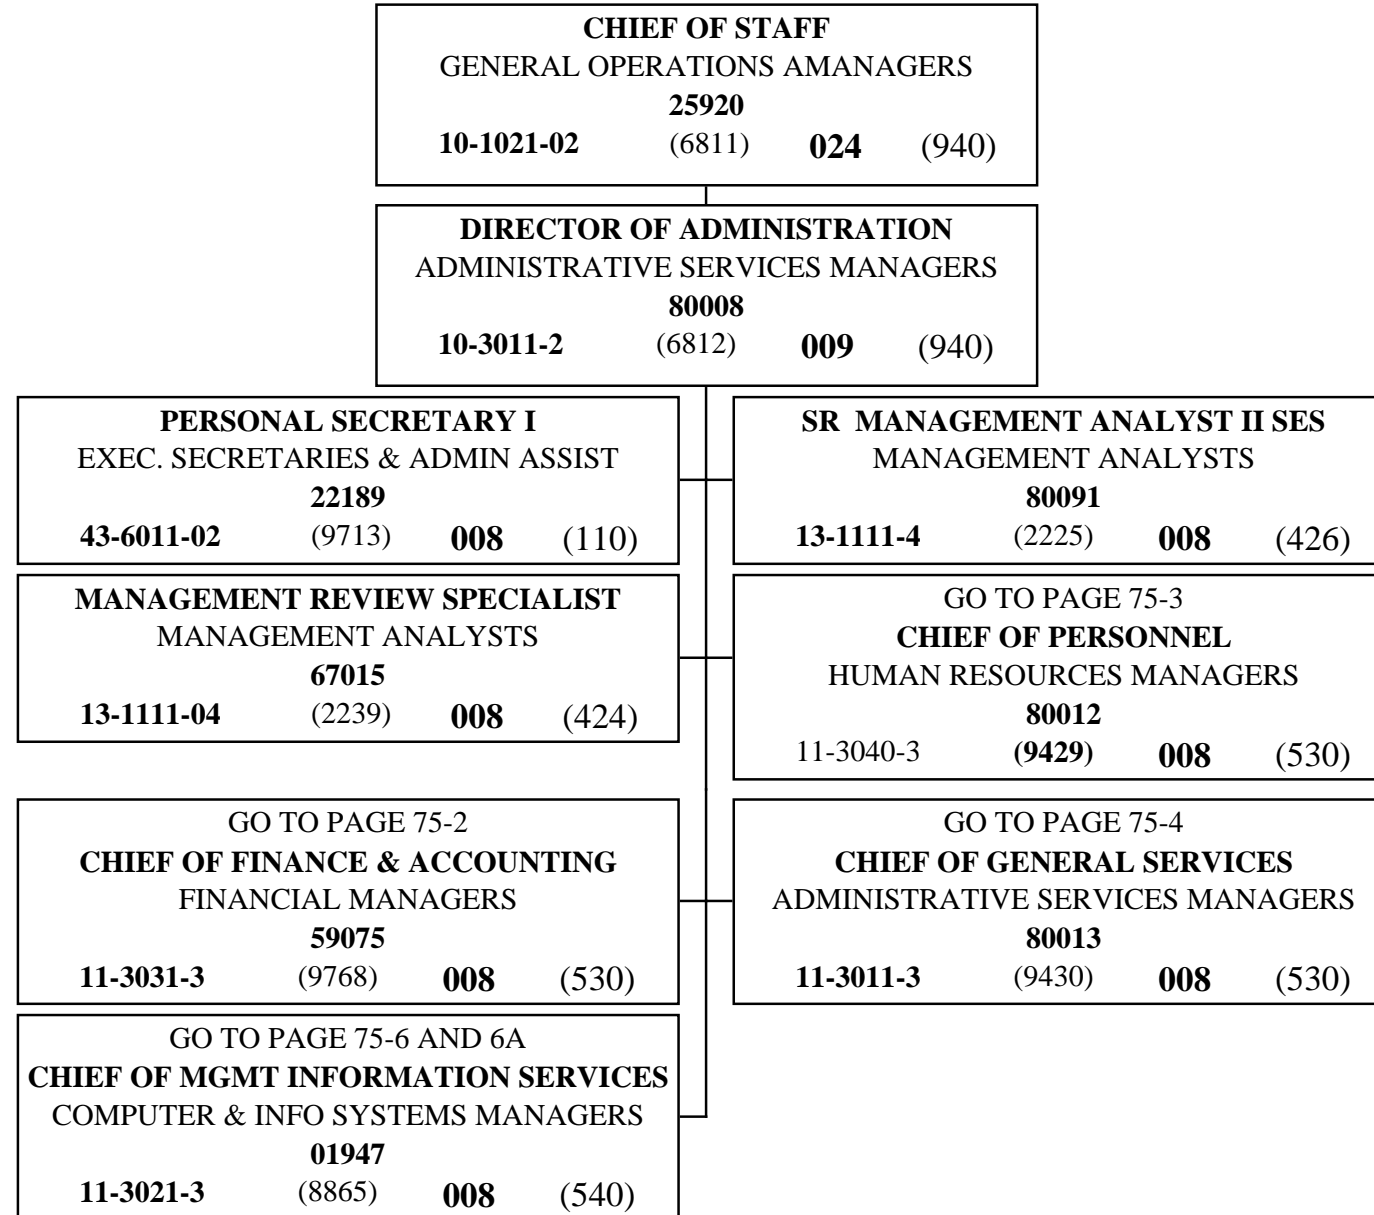 CHIEF OF STAFF
GENERAL OPERATIONS AMANAGERS
25920
10-1021-02 (6811) 024 (940)
DIRECTOR OF ADMINISTRATION
ADMINISTRATIVE SERVICES MANAGERS
80008
10-3011-2 (6812) 009 (940)
PERSONAL SECRETARY I
EXEC. SECRETARIES & ADMIN ASSIST
22189
43-6011-02 (9713) 008 (110)
SR MANAGEMENT ANALYST II SES
MANAGEMENT ANALYSTS
80091
13-1111-4 (2225) 008 (426)
MANAGEMENT REVIEW SPECIALIST
MANAGEMENT ANALYSTS
67015
13-1111-04 (2239) 008 (424)
GO TO PAGE 75-3
CHIEF OF PERSONNEL
HUMAN RESOURCES MANAGERS
80012
11-3040-3 (9429) 008 (530)
GO TO PAGE 75-2
CHIEF OF FINANCE & ACCOUNTING
FINANCIAL MANAGERS
59075
11-3031-3 (9768) 008 (530)
GO TO PAGE 75-4
CHIEF OF GENERAL SERVICES
ADMINISTRATIVE SERVICES MANAGERS
80013
11-3011-3 (9430) 008 (530)
GO TO PAGE 75-6 AND 6A
CHIEF OF MGMT INFORMATION SERVICES
COMPUTER & INFO SYSTEMS MANAGERS
01947
11-3021-3 (8865) 008 (540)